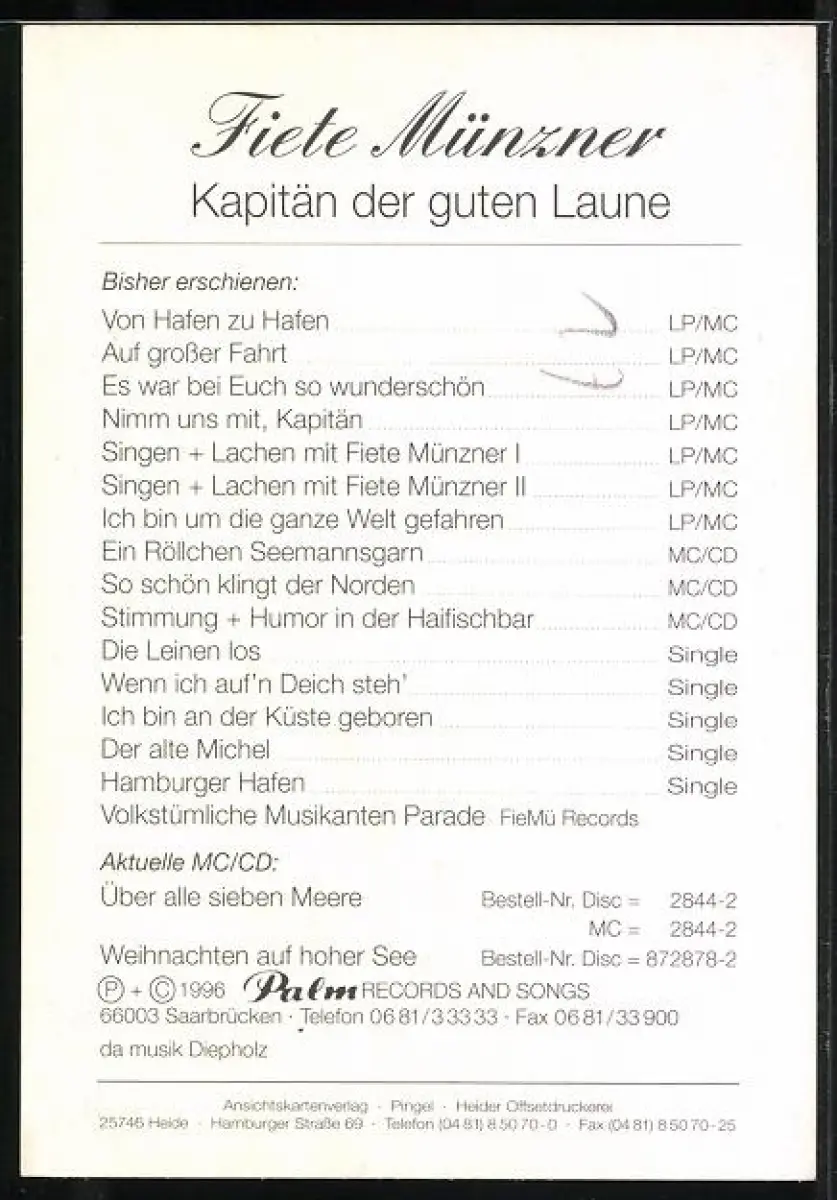 Fiete Münzner
Kapitän der guten Laune
Bisher erschienen:
Von Hafen zu Hafen LP/MC
Auf großer Fahrt LP/MC
Es war bei Euch so wunderschön LP/MC
Nimm uns mit, Kapitän LP/MC
Singen + Lachen mit Fiete Münzner I LP/MC
Singen + Lachen mit Fiete Münzner II LP/MC
Ich bin um die ganze Welt gefahren LP/MC
Ein Röllchen Seemannsgarn MC/CD
So schön klingt der Norden MC/CD
Stimmung + Humor in der Haifischbar MC/CD
Die Leinen los Single
Wenn ich auf'n Deich steh' Single
Ich bin an der Küste geboren Single
Der alte Michel Single
Hamburger Hafen Single
Volkstümliche Musikanten Parade FieMü Records
Aktuelle MC/CD:
Über alle sieben Meere Bestell-Nr. Disc = 2844-2
MC = 2844-2
Weihnachten auf hoher See Bestell-Nr. Disc = 872878-2
Ⓟ + Ⓒ 1996 Palm RECORDS AND SONGS
66003 Saarbrücken · Telefon 06 81/3 33 33 · Fax 06 81/33 900
da musik Diepholz
Ansichtskartenverlag · Pingel · Heider Offsetdruckerei
25746 Heide · Hamburger Straße 69 · Telefon (04 81) 8 50 70-0 · Fax (04 81) 8 50 70-25